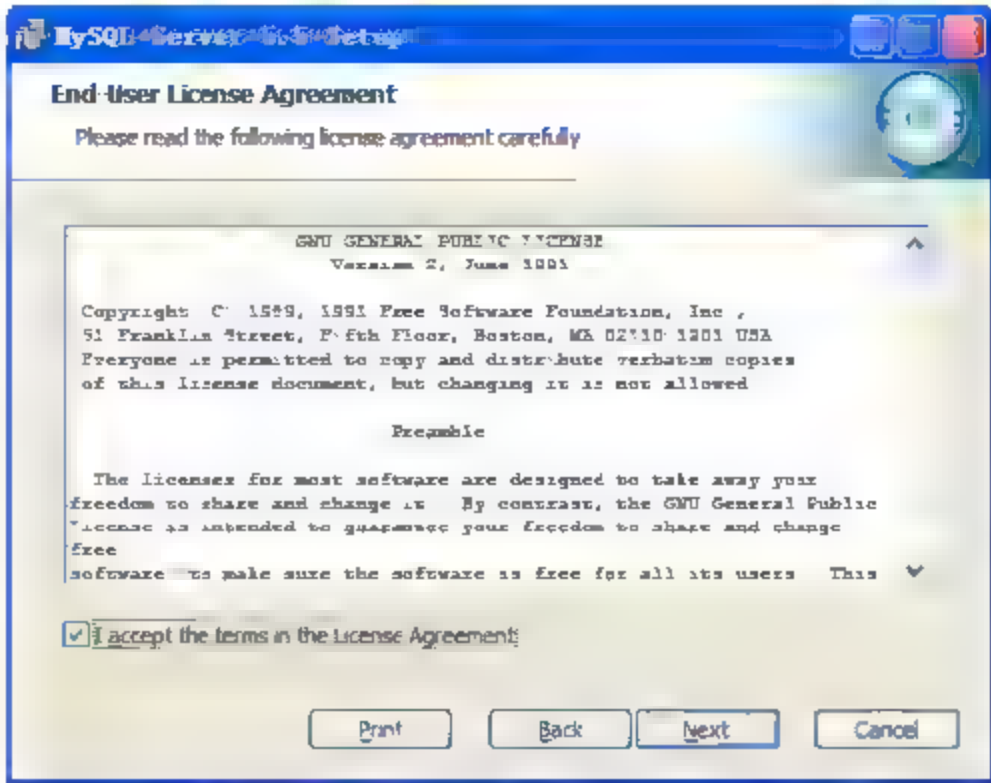 MySQL Server Setup
End-User License Agreement
Please read the following license agreement carefully
GNU GENERAL PUBLIC LICENSE
Version 2, June 1991
Copyright (C) 1989, 1991 Free Software Foundation, Inc.,
51 Franklin Street, Fifth Floor, Boston, MA 02110-1301 USA
Everyone is permitted to copy and distribute verbatim copies
of this license document, but changing it is not allowed.
Preamble
The licenses for most software are designed to take away your
freedom to share and change it. By contrast, the GNU General Public
License is intended to guarantee your freedom to share and change
free
software--to make sure the software is free for all its users. This
I accept the terms in the License Agreement
Print
Back
Next
Cancel